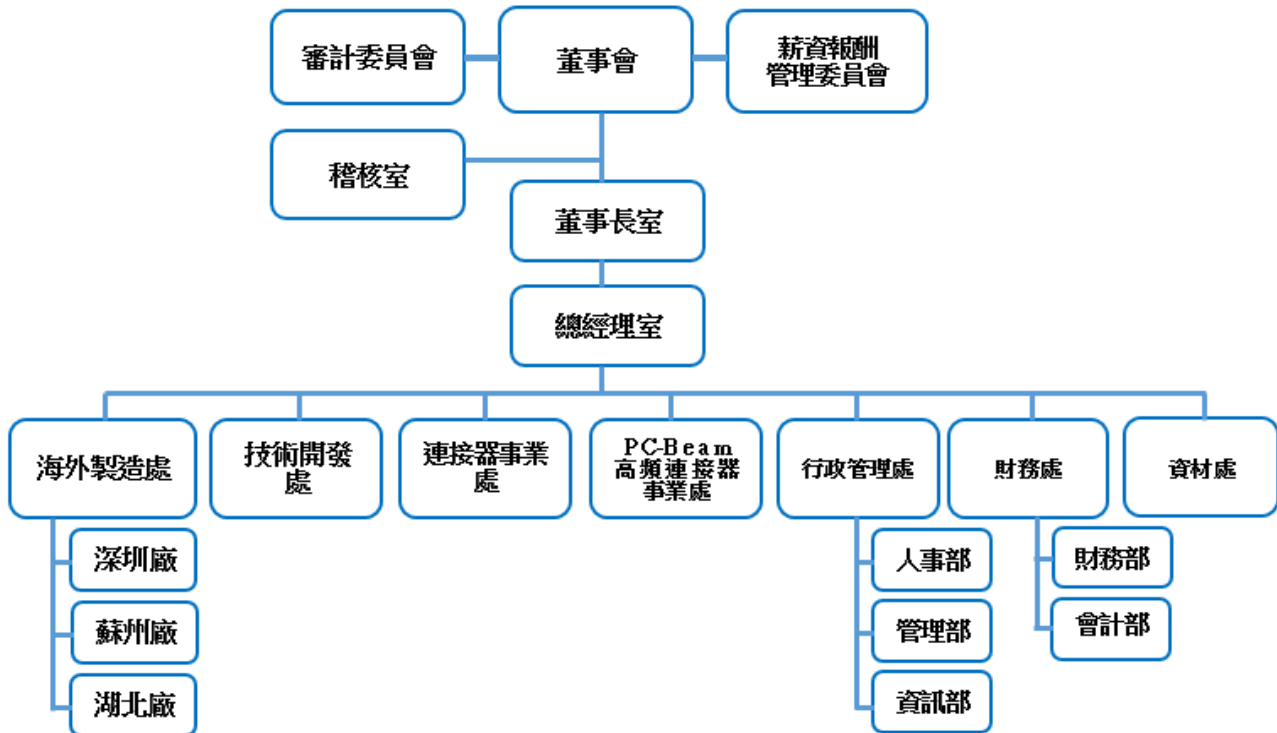 審計委員會
董事會
薪資報酬
管理委員會
稽核室
董事長室
總經理室
海外製造處
技術開發
處
連接器事業
處
PC-Beam
高頻連接器
事業處
行政管理處
財務處
資材處
深圳廠
蘇州廠
湖北廠
人事部
管理部
資訊部
財務部
會計部